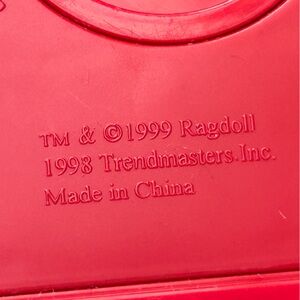 TM & ©1999 Ragdoll
1998 Trendmasters, Inc.
Made in China